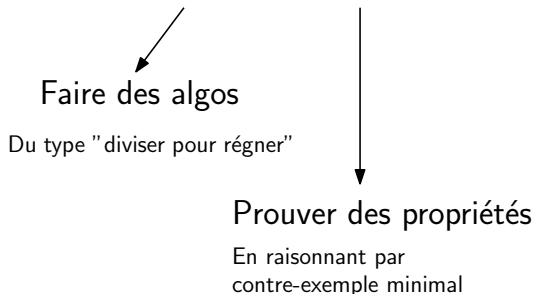 Faire des algos
Du type "diviser pour régner"
Prouver des propriétés
En raisonnant par
contre-exemple minimal